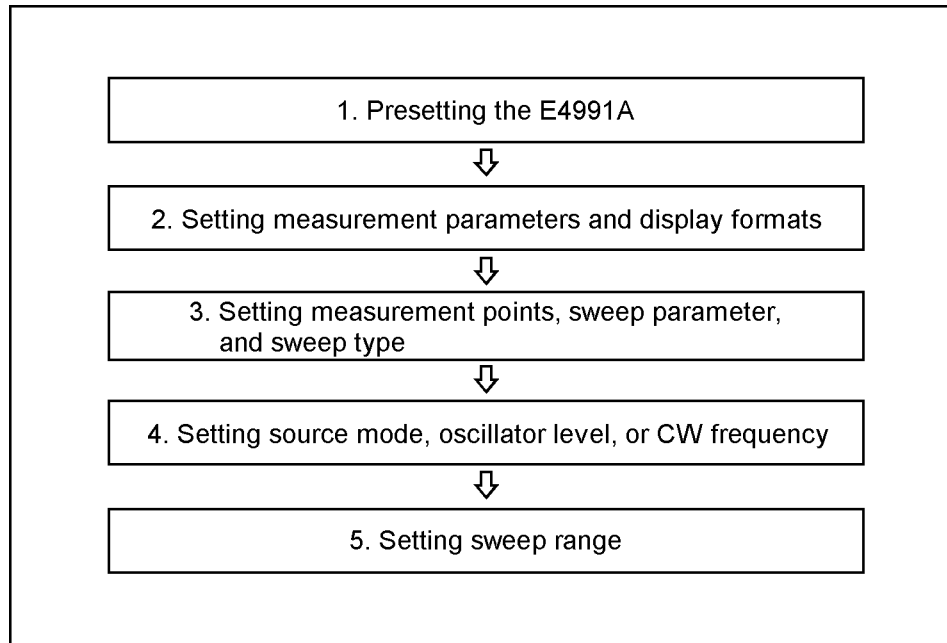 1. Presetting the E4991A
2. Setting measurement parameters and display formats
3. Setting measurement points, sweep parameter,
and sweep type
4. Setting source mode, oscillator level, or CW frequency
5. Setting sweep range